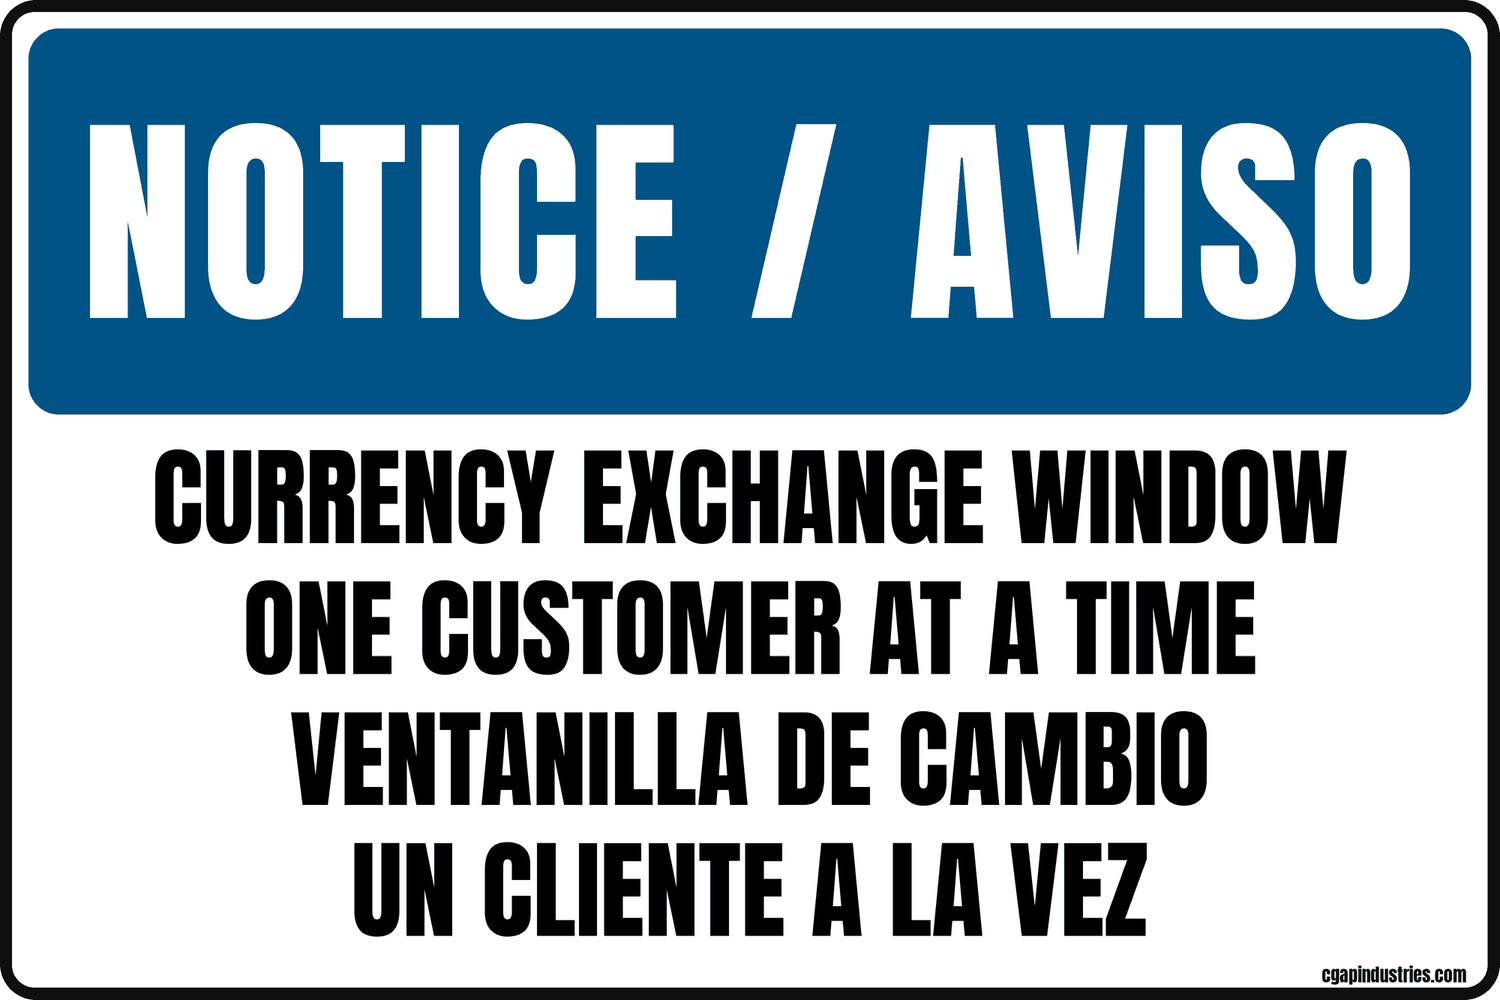 NOTICE / AVISO
CURRENCY EXCHANGE WINDOW
ONE CUSTOMER AT A TIME
VENTANILLA DE CAMBIO
UN CLIENTE A LA VEZ
cgapindustries.com